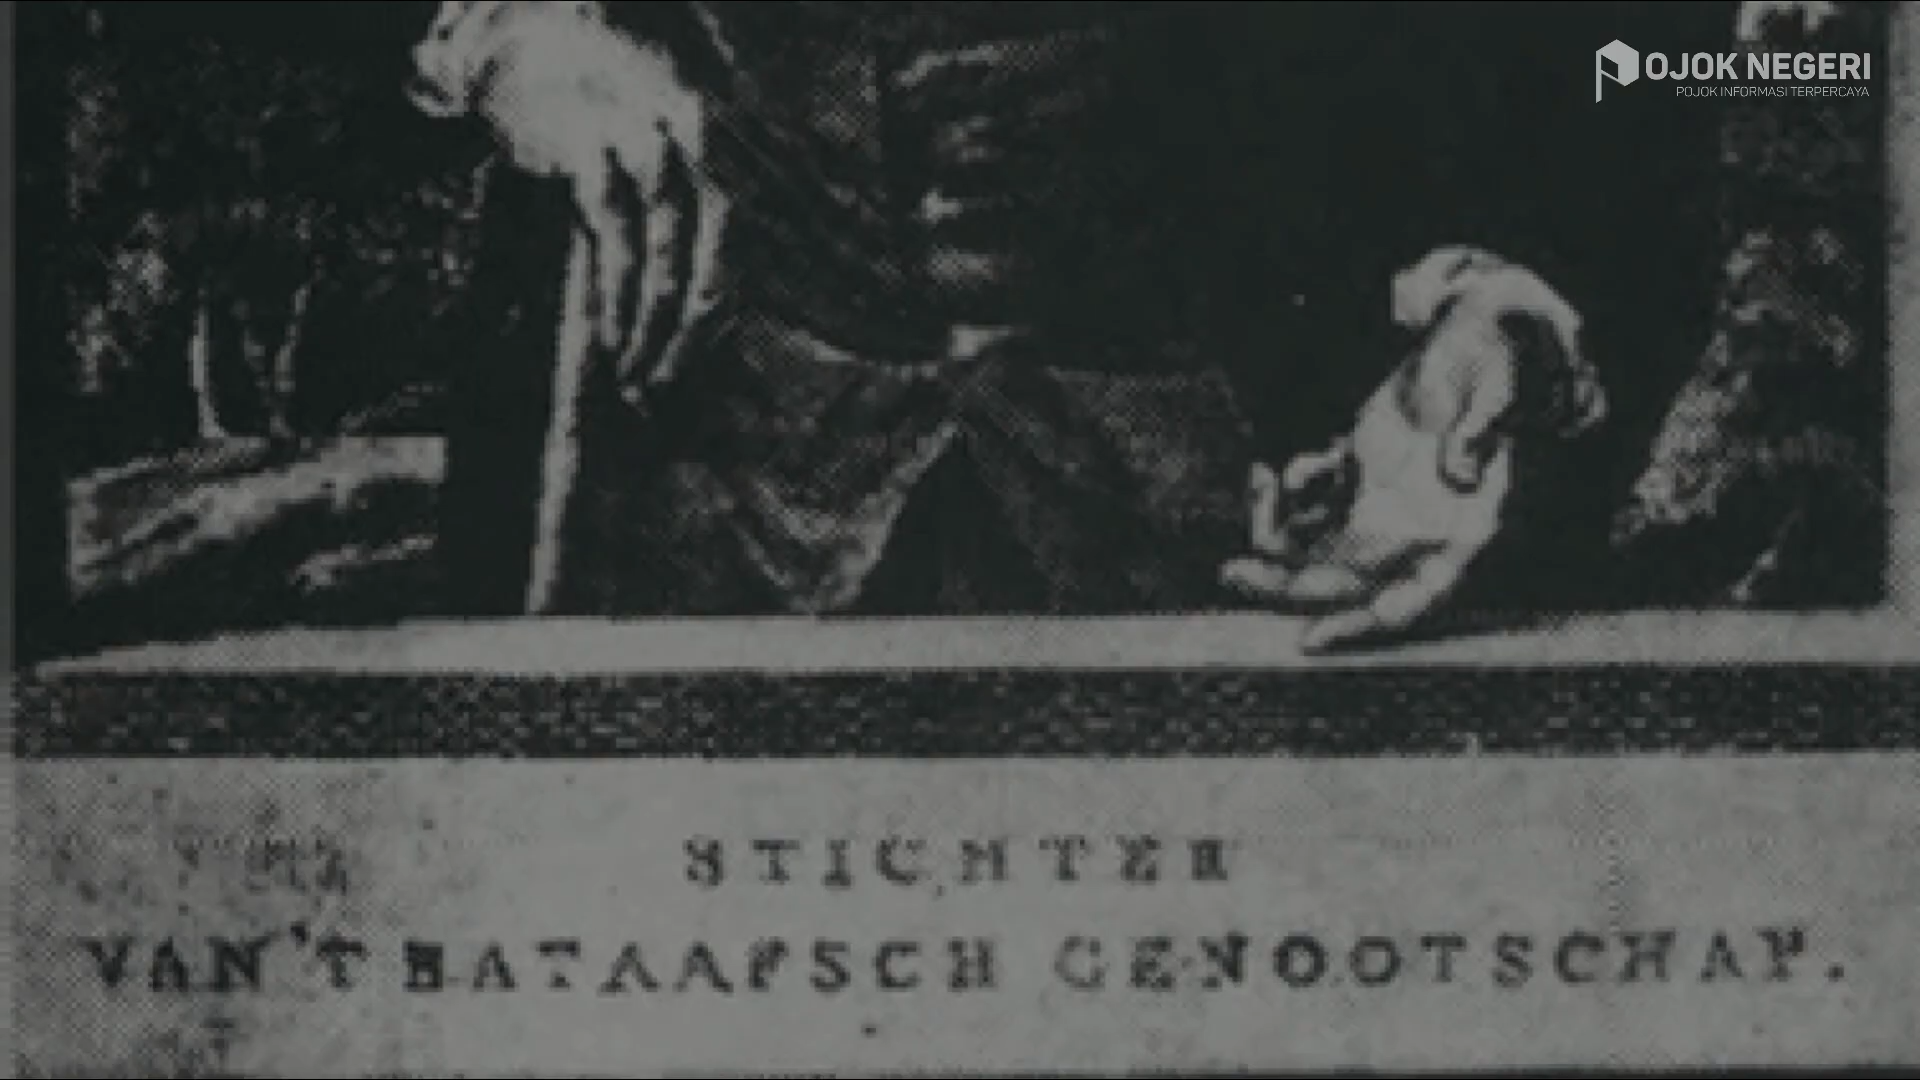 POJOK NEGERI
POJOK INFORMASI TERPERCAYA
STICHTER
VAN'T BATAAFSCH GENOOTSCHAP.